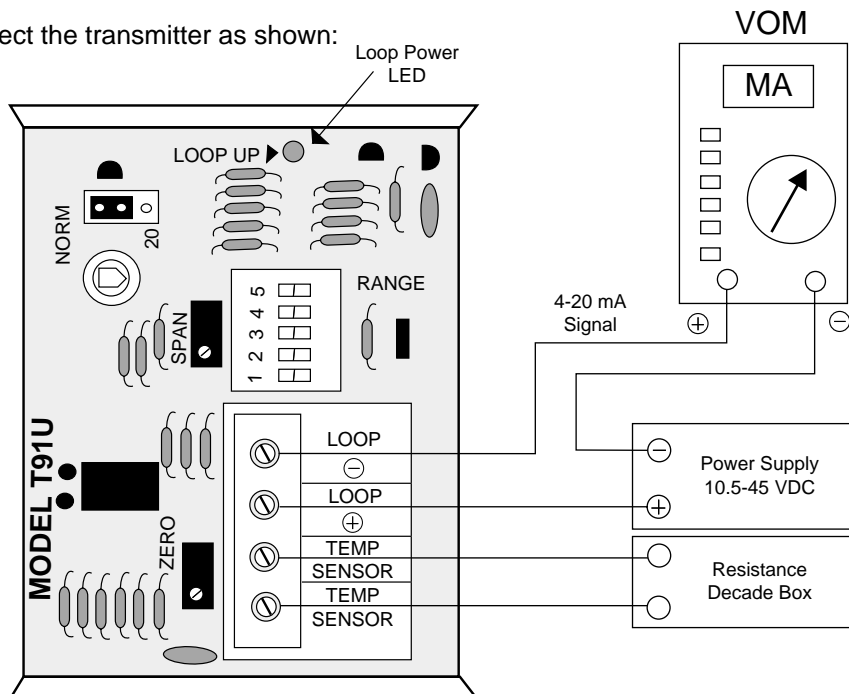 ect the transmitter as shown:
Loop Power
LED
VOM
MA
LOOP UP
NORM
20
SPAN
5
4
3
2
1
RANGE
4-20 mA
Signal
+
-
MODEL T91U
ZERO
LOOP
-
LOOP
+
TEMP
SENSOR
TEMP
SENSOR
-
+
Power Supply
10.5-45 VDC
Resistance
Decade Box